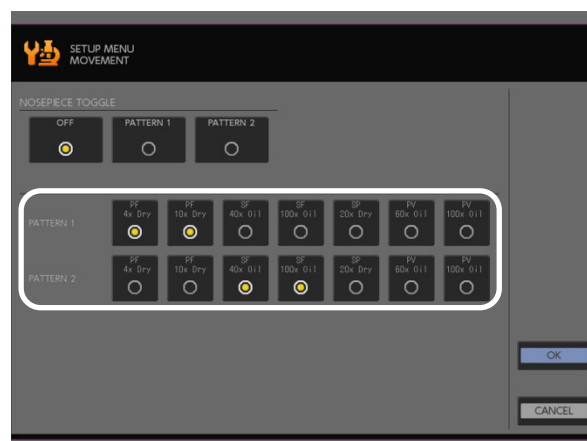 SETUP MENU
MOVEMENT
NOSEPIECE TOGGLE
OFF PATTERN 1 PATTERN 2
PATTERN 1
PF PF SF SF SP PV PV
4x Dry 10x Dry 40x Oil 100x Oil 20x Dry 60x Oil 100x Oil
PATTERN 2
PF PF SF SF SP PV PV
4x Dry 10x Dry 40x Oil 100x Oil 20x Dry 60x Oil 100x Oil
OK
CANCEL